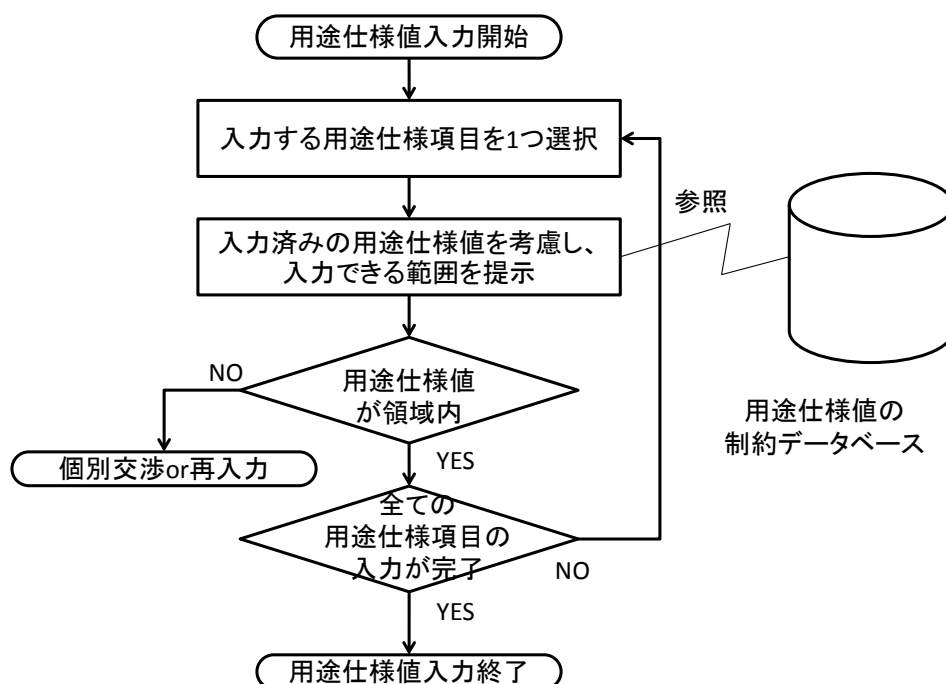 用途仕様値入力開始
入力する用途仕様項目を1つ選択
入力済みの用途仕様値を考慮し、
入力できる範囲を提示
参照
用途仕様値の
制約データベース
用途仕様値
が領域内
NO
個別交渉or再入力
YES
全ての
用途仕様項目の
入力が完了
NO
YES
用途仕様値入力終了